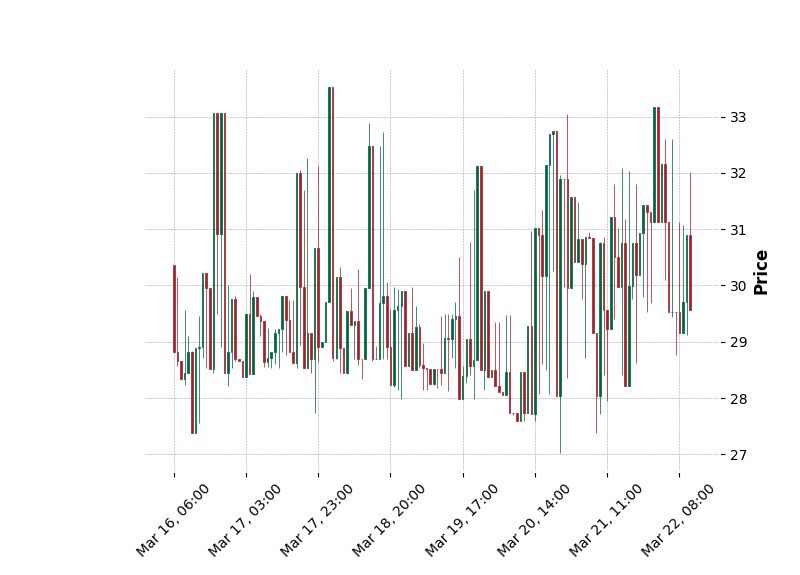 33
32
31
30
29
28
27
Price
Mar 16, 06:00
Mar 17, 03:00
Mar 17, 23:00
Mar 18, 20:00
Mar 19, 17:00
Mar 20, 14:00
Mar 21, 11:00
Mar 22, 08:00